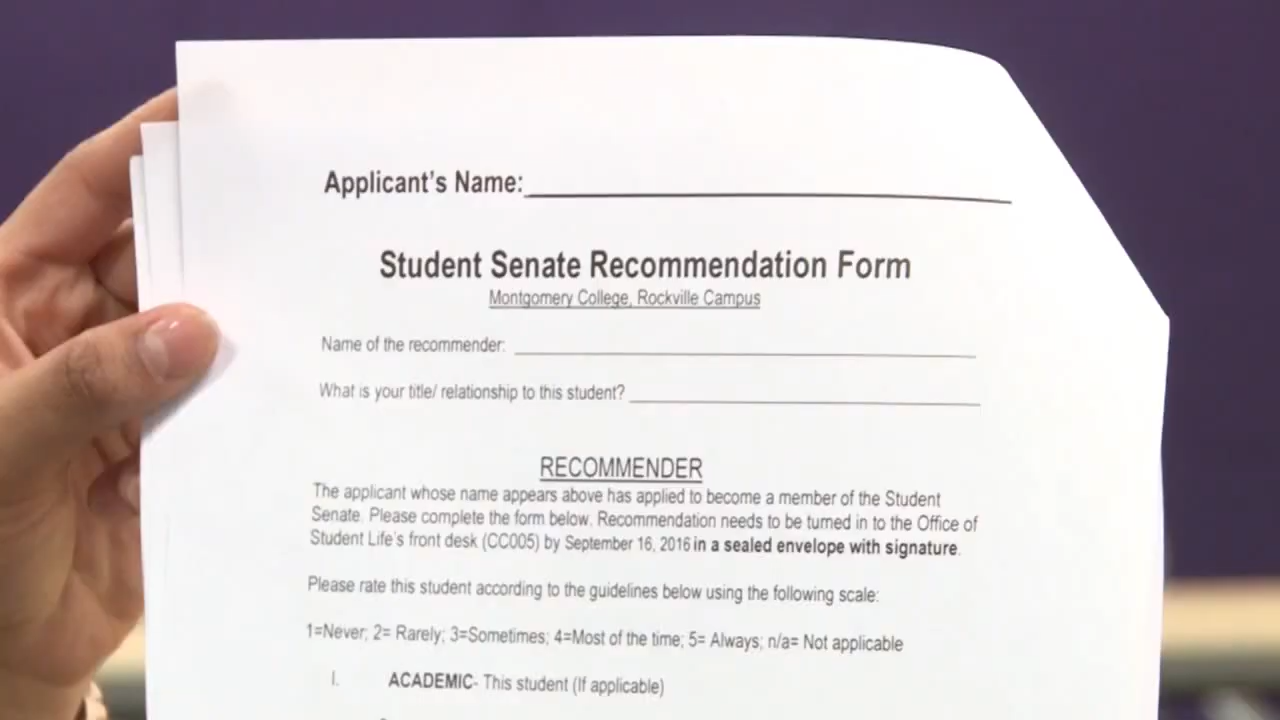 Applicant's Name:
Student Senate Recommendation Form
Montgomery College, Rockville Campus
Name of the recommender:
What is your title/ relationship to this student?
RECOMMENDER
The applicant whose name appears above has applied to become a member of the Student
Senate. Please complete the form below. Recommendation needs to be turned in to the Office of
Student Life's front desk (CC005) by September 16, 2016 in a sealed envelope with signature.
Please rate this student according to the guidelines below using the following scale:
1=Never; 2= Rarely; 3=Sometimes; 4=Most of the time; 5= Always; n/a= Not applicable
I. ACADEMIC- This student (If applicable)